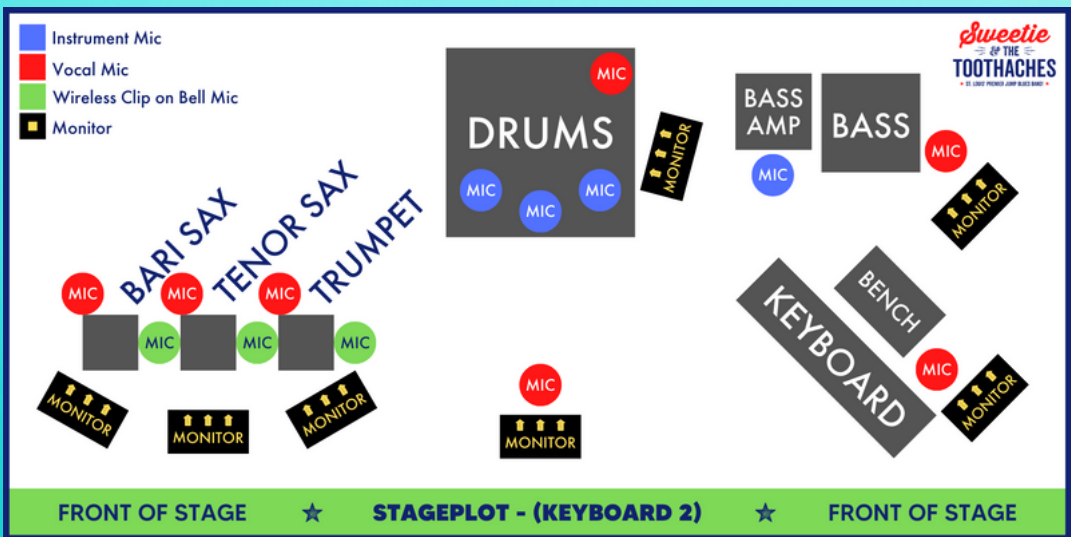 Instrument Mic
Vocal Mic
Wireless Clip on Bell Mic
Monitor
Sweetie
& THE
TOOTHACHES
ST. LOUIS' PREMIER JUMP BLUES BAND!
MIC
DRUMS
MIC
MIC
MIC
MONITOR
BASS
AMP
MIC
BASS
MIC
MONITOR
BARI SAX
TENOR SAX
TRUMPET
MIC
MIC
MIC
MIC
MIC
MIC
MONITOR
MONITOR
MONITOR
MIC
MONITOR
BENCH
KEYBOARD
MIC
MONITOR
FRONT OF STAGE
STAGEPLOT - (KEYBOARD 2)
FRONT OF STAGE